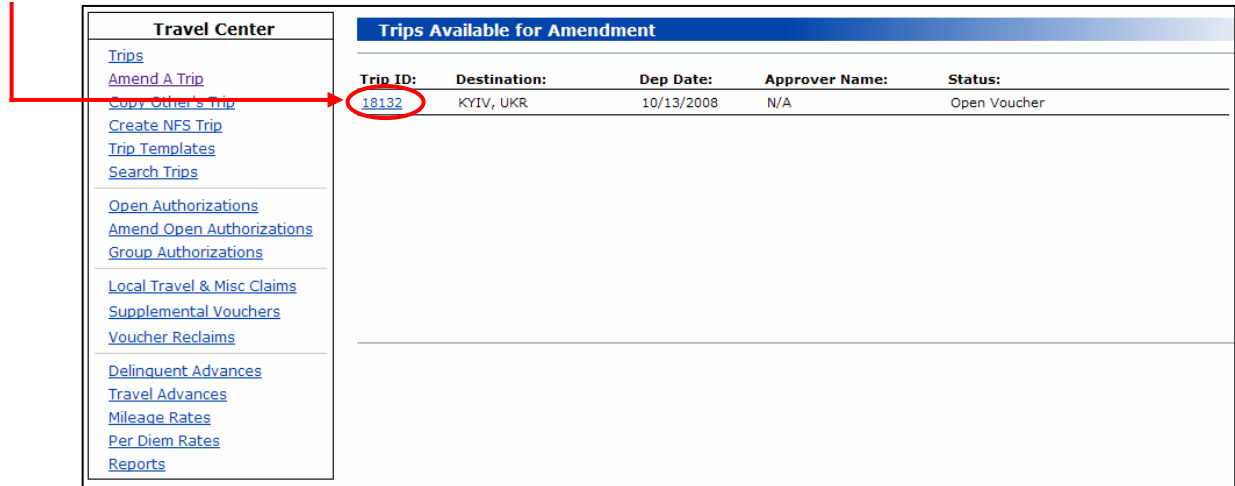 Travel Center
Trips
Amend A Trip
Copy Other's Trip
Create NFS Trip
Trip Templates
Search Trips
Open Authorizations
Amend Open Authorizations
Group Authorizations
Local Travel & Misc Claims
Supplemental Vouchers
Voucher Reclaims
Delinquent Advances
Travel Advances
Mileage Rates
Per Diem Rates
Reports
Trips Available for Amendment
Trip ID: Destination: Dep Date: Approver Name: Status:
18132 KYIV, UKR 10/13/2008 N/A Open Voucher